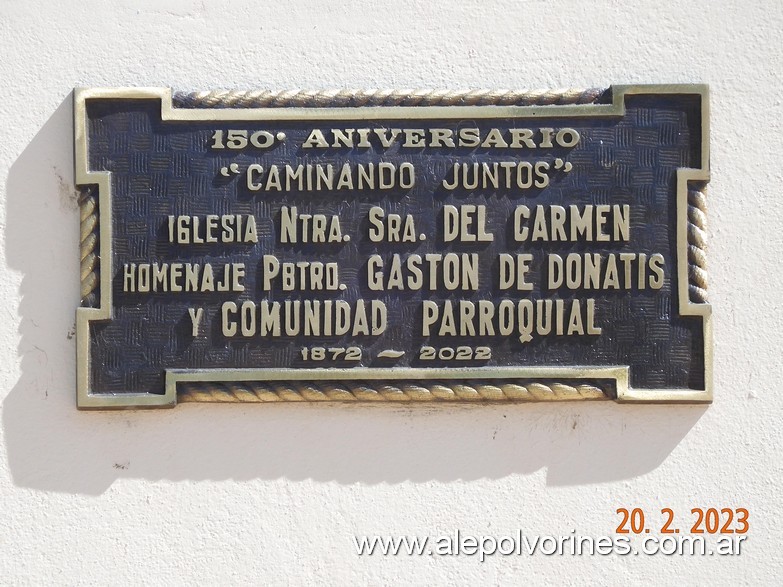 150° ANIVERSARIO
"CAMINANDO JUNTOS"
IGLESIA NTRA. SRA. DEL CARMEN
HOMENAJE PBTRO. GASTON DE DONATIS
Y COMUNIDAD PARROQUIAL
1872 ~ 2022
20. 2. 2023
www.alepolvorines.com.ar